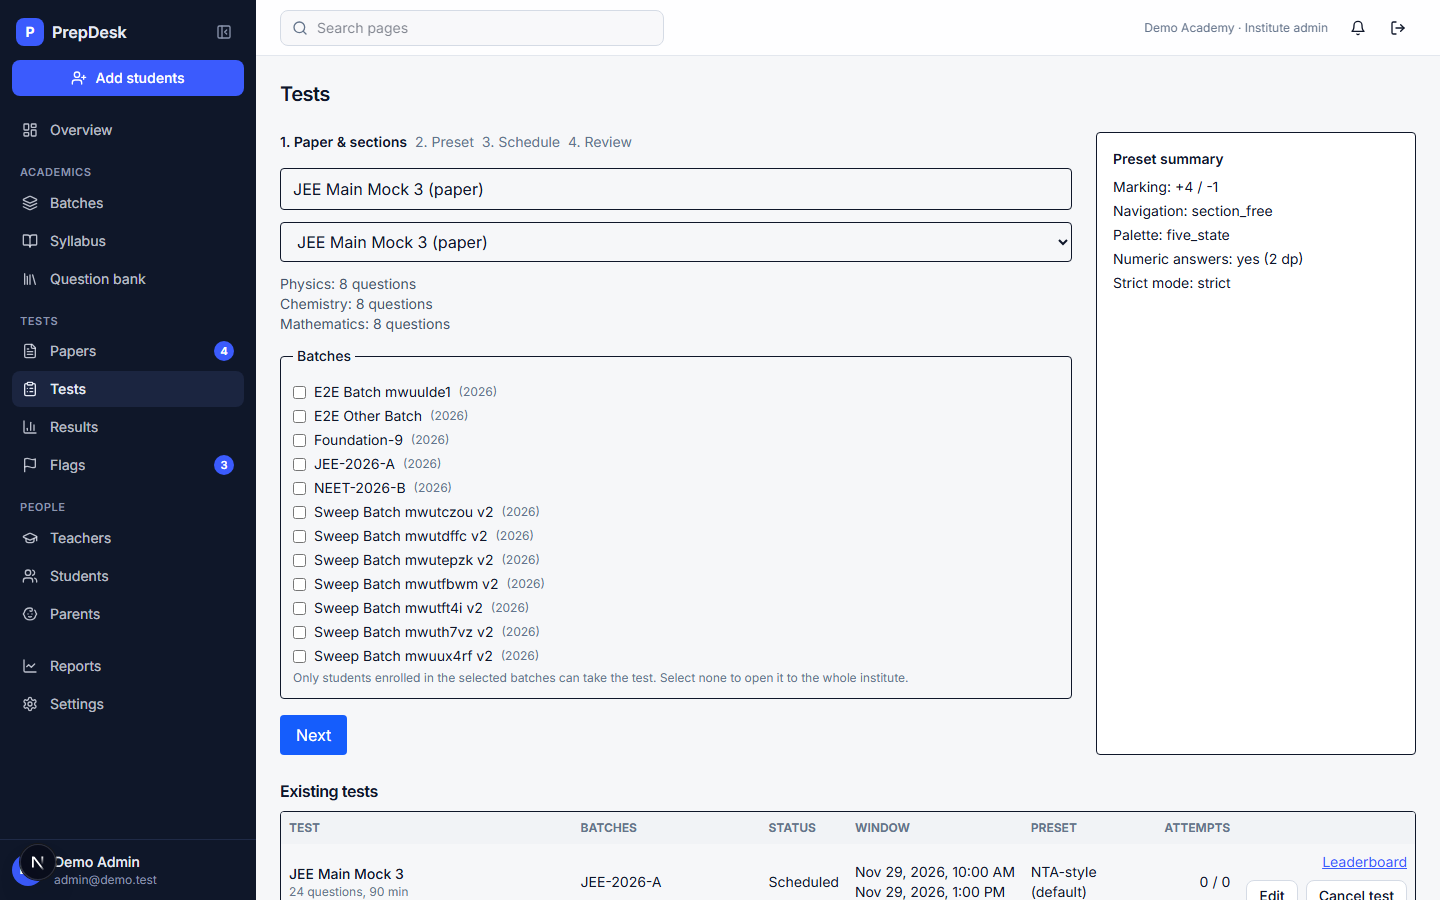 P PrepDesk
Add students
Overview
ACADEMICS
Batches
Syllabus
Question bank
TESTS
Papers 4
Tests
Results
Flags 3
PEOPLE
Teachers
Students
Parents
Reports
Settings
N
Demo Admin
admin@demo.test
Search pages
Demo Academy · Institute admin
Tests
1. Paper & sections 2. Preset 3. Schedule 4. Review
JEE Main Mock 3 (paper)
JEE Main Mock 3 (paper)
Physics: 8 questions
Chemistry: 8 questions
Mathematics: 8 questions
Batches
E2E Batch mwuulde1 (2026)
E2E Other Batch (2026)
Foundation-9 (2026)
JEE-2026-A (2026)
NEET-2026-B (2026)
Sweep Batch mwutczou v2 (2026)
Sweep Batch mwutdffc v2 (2026)
Sweep Batch mwutepzk v2 (2026)
Sweep Batch mwutfbwm v2 (2026)
Sweep Batch mwutft4i v2 (2026)
Sweep Batch mwuth7vz v2 (2026)
Sweep Batch mwuux4rf v2 (2026)
Only students enrolled in the selected batches can take the test. Select none to open it to the whole institute.
Next
Preset summary
Marking: +4 / -1
Navigation: section_free
Palette: five_state
Numeric answers: yes (2 dp)
Strict mode: strict
Existing tests
TEST BATCHES STATUS WINDOW PRESET ATTEMPTS
JEE Main Mock 3
24 questions, 90 min
JEE-2026-A
Scheduled
Nov 29, 2026, 10:00 AM
Nov 29, 2026, 1:00 PM
NTA-style
(default)
0 / 0
Leaderboard
Edit Cancel test